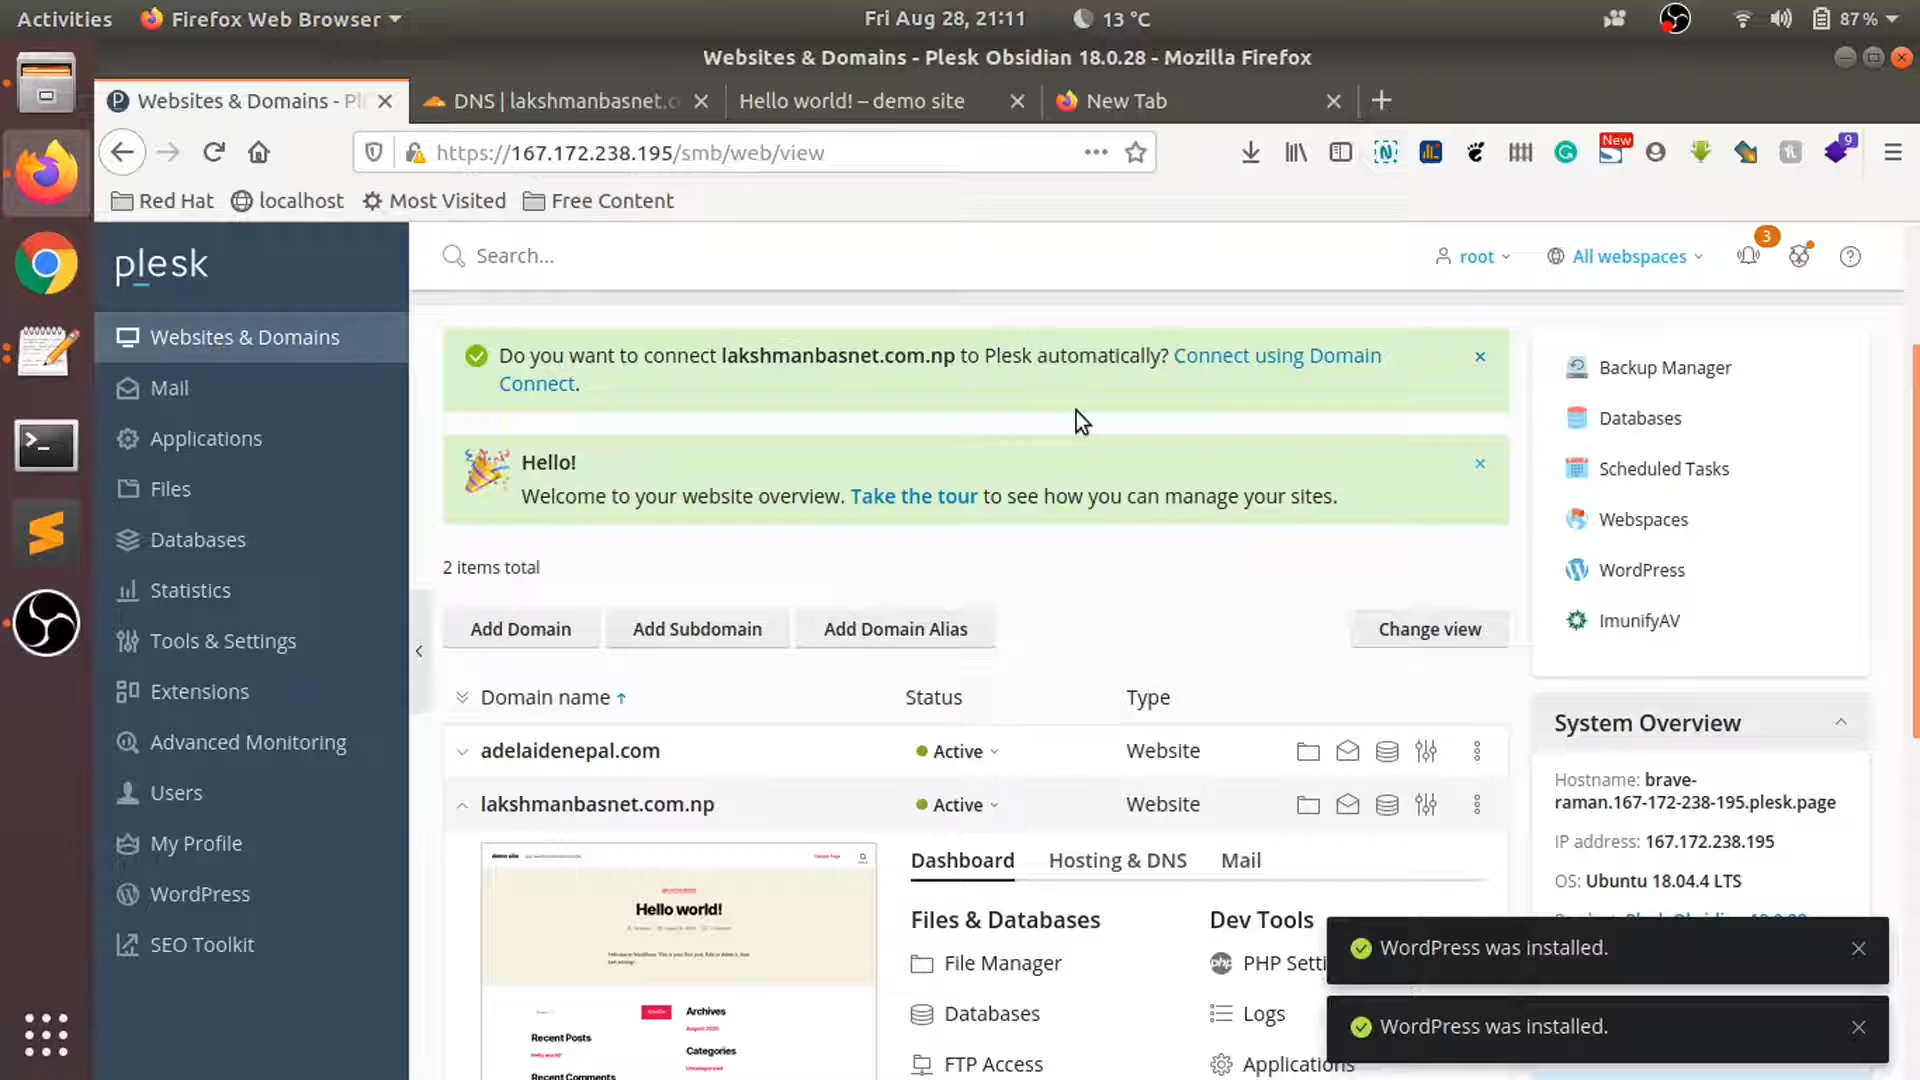 Activities
Firefox Web Browser
Fri Aug 28, 21:11
13 °C
87 %
Websites & Domains - Plesk Obsidian 18.0.28 - Mozilla Firefox
Websites & Domains - Pl
DNS | lakshmanbasnet.c
Hello world! – demo site
New Tab
https://167.172.238.195/smb/web/view
New
9
Red Hat
localhost
Most Visited
Free Content
plesk
Search...
root
All webspaces
3
Websites & Domains
Mail
Applications
Files
Databases
Statistics
Tools & Settings
Extensions
Advanced Monitoring
Users
My Profile
WordPress
SEO Toolkit
Do you want to connect lakshmanbasnet.com.np to Plesk automatically? Connect using Domain
Connect.
Hello!
Welcome to your website overview. Take the tour to see how you can manage your sites.
2 items total
Add Domain
Add Subdomain
Add Domain Alias
Change view
Domain name
Status
Type
adelaidenepal.com
Active
Website
lakshmanbasnet.com.np
Active
Website
demo site
Hello world!
Recent Posts
Hello world!
Recent Comments
Archives
August 2020
Categories
Uncategorized
Dashboard
Hosting & DNS
Mail
Files & Databases
File Manager
Databases
FTP Access
Dev Tools
php
PHP Setti
Logs
Applications
Backup Manager
Databases
Scheduled Tasks
Webspaces
WordPress
ImunifyAV
System Overview
Hostname: brave-
raman.167-172-238-195.plesk.page
IP address: 167.172.238.195
OS: Ubuntu 18.04.4 LTS
WordPress was installed.
WordPress was installed.